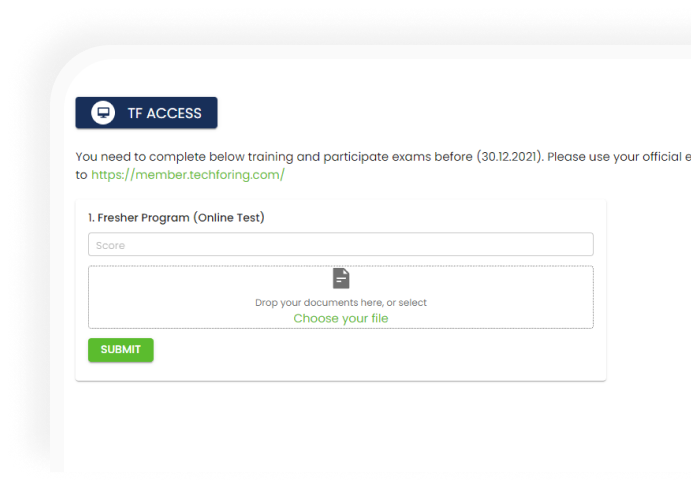 TF ACCESS
You need to complete below training and participate exams before (30.12.2021). Please use your official
to https://member.techforing.com/
1. Fresher Program (Online Test)
Score
Drop your documents here, or select
Choose your file
SUBMIT